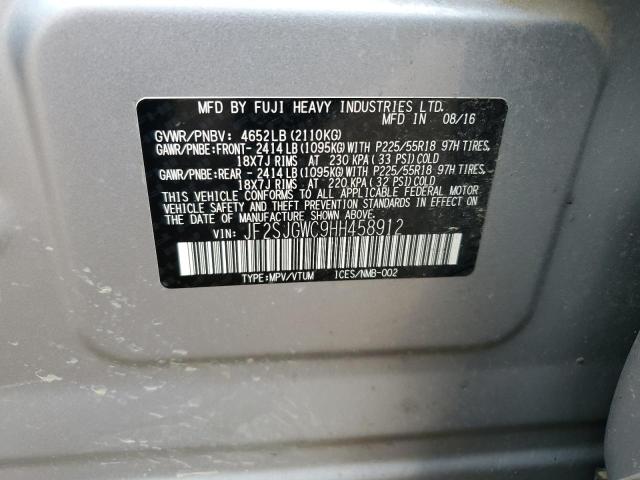 MFD BY FUJI HEAVY INDUSTRIES LTD.
MFD IN 08/16
GVWR/PNBV: 4652LB(2110KG)
GAWR/PNBE:FRONT- 2414LB(1095KG)WITH P225/55R18 97H TIRES,
18X7J RIMS AT 230 KPA(33 PSI)COLD
GAWR/PNBE:REAR - 2414LB(1095KG)WITH P225/55R18 97H TIRES,
18X7J RIMS AT 220 KPA(32 PSI)COLD
THIS VEHICLE CONFORMS TO ALL APPLICABLE FEDERAL MOTOR
VEHICLE SAFETY AND THEFT PREVENTION STANDARDS IN EFFECT
ON THE DATE OF MANUFACTURE SHOWN ABOVE.
VIN: JF2SJGWC9HH458912
TYPE:MPV/VTUM ICES/NMB-002